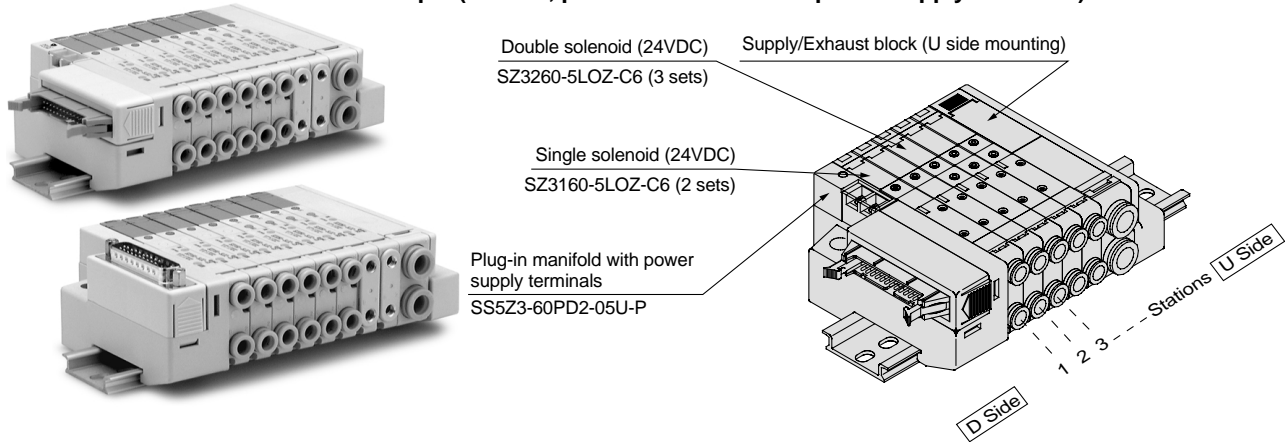 Double solenoid (24VDC)
SZ3260-5LOZ-C6 (3 sets)
Supply/Exhaust block (U side mounting)
Single solenoid (24VDC)
SZ3160-5LOZ-C6 (2 sets)
Plug-in manifold with power
supply terminals
SS5Z3-60PD2-05U-P
1 2 3 Stations U Side
D Side